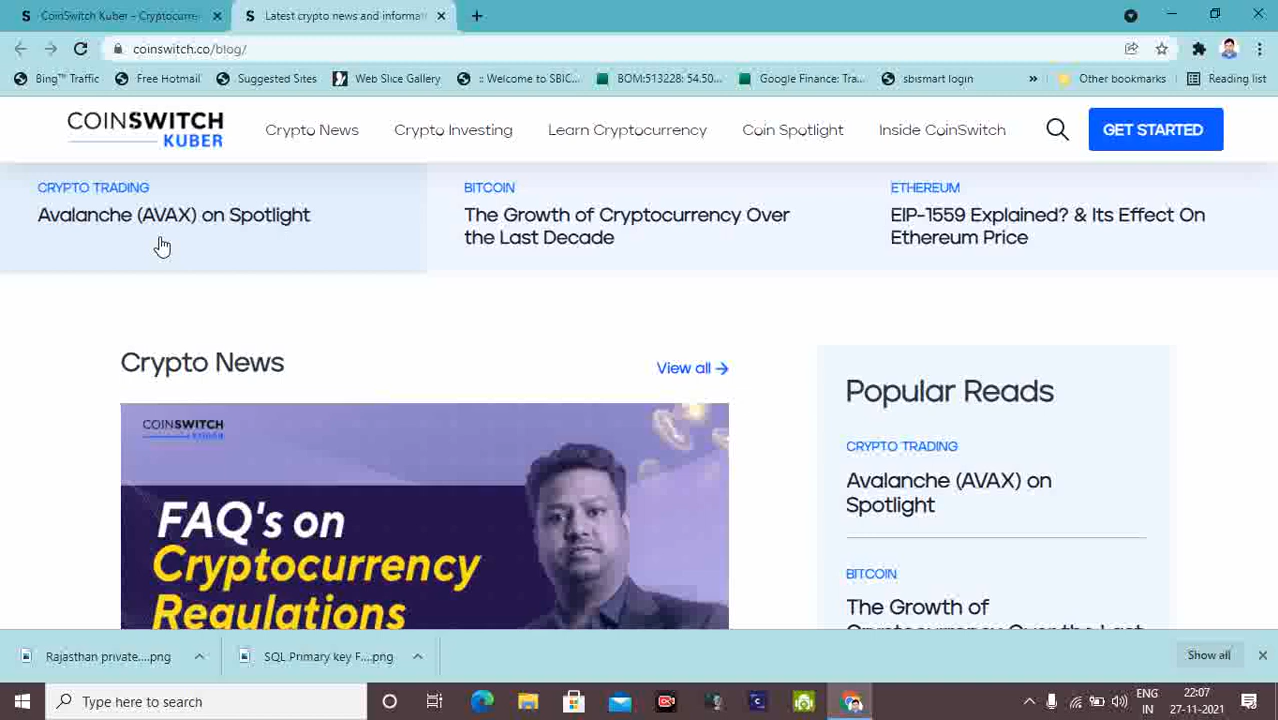 CoinSwitch Kuber – Cryptocurre
Latest crypto news and informat
coinswitch.co/blog/
Bing™ Traffic
Free Hotmail
Suggested Sites
Web Slice Gallery
:: Welcome to SBIC...
BOM:513228: 54.50...
Google Finance: Tra...
sbismart login
»
Other bookmarks
Reading list
COINSWITCH
KUBER
Crypto News
Crypto Investing
Learn Cryptocurrency
Coin Spotlight
Inside CoinSwitch
GET STARTED
CRYPTO TRADING
Avalanche (AVAX) on Spotlight
BITCOIN
The Growth of Cryptocurrency Over
the Last Decade
ETHEREUM
EIP-1559 Explained? & Its Effect On
Ethereum Price
Crypto News
View all →
COINSWITCH
KUBER
FAQ's on
Cryptocurrency
Regulations
Popular Reads
CRYPTO TRADING
Avalanche (AVAX) on
Spotlight
BITCOIN
The Growth of
Cryptocurrency Over the Last
Rajasthan private....png
SQL Primary key F....png
Show all
Type here to search
ENG
IN
22:07
27-11-2021